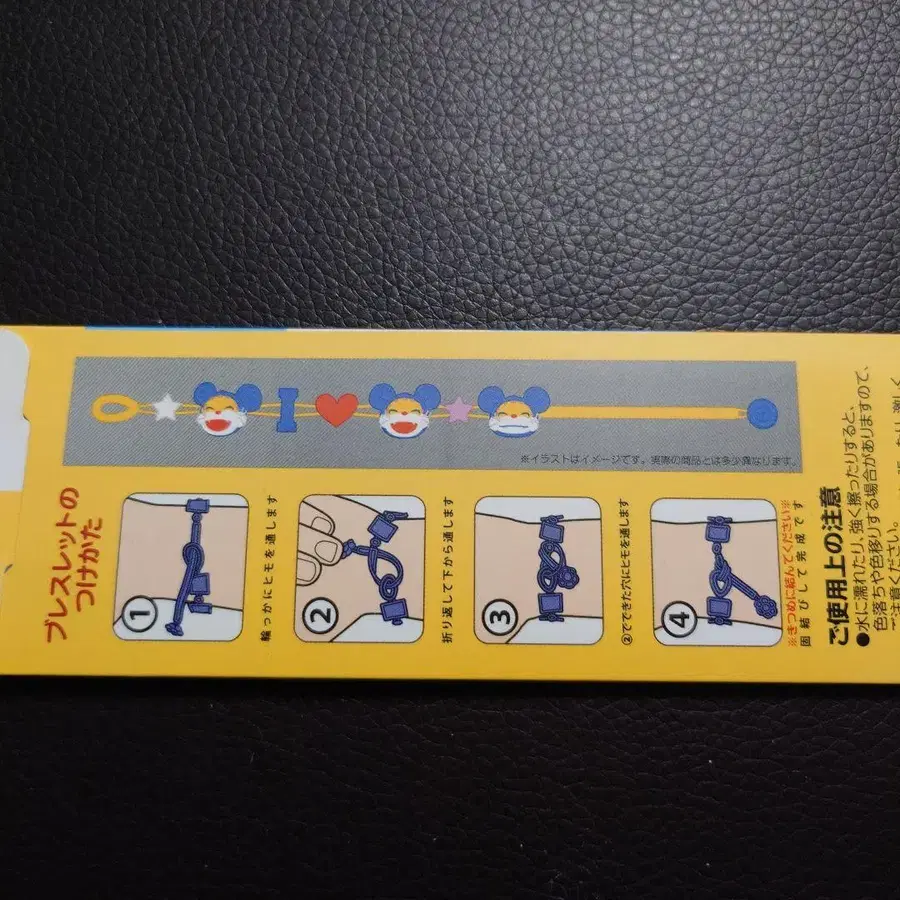 ※イラストはイメージです。実際の商品とは多少異なります。
ブレスレットの
つけかた
①
輪っかにヒモを通します
②
折り返して下から通します
③
②でできた穴にヒモを通します
④
※きつめに結んでください※
固結びして完成です
ご使用上の注意
●水に濡れたり、強く擦ったりすると、
色落ちや色移りする場合がありますので、
ご注意ください。